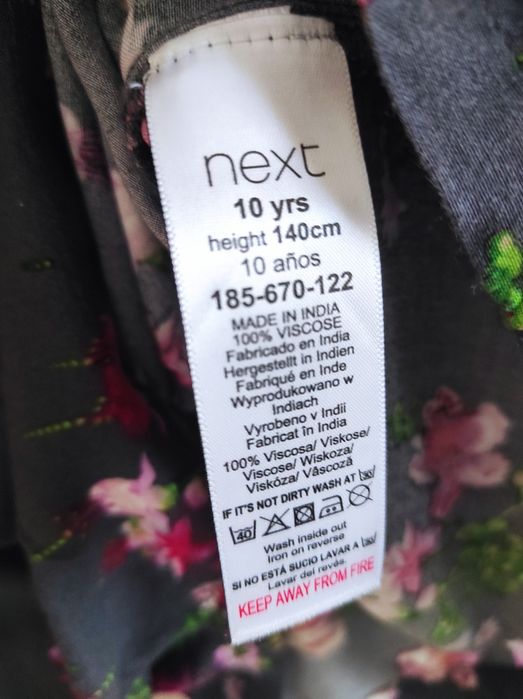 next
10 yrs
height 140cm
10 años
185-670-122
MADE IN INDIA
100% VISCOSE
Fabricado en India
Hergestellt in Indien
Fabriqué en Inde
Wyprodukowano w
Indiach
Vyrobeno v Indii
Fabricat în India
100% Viscosa/ Viskose/
Viscose/ Wiskoza/
Viskóza/ Vâscoză
IF IT'S NOT DIRTY WASH AT 30
40
Wash inside out
Iron on reverse
SI NO ESTÁ SUCIO LAVAR A 30
Lavar del revés.
KEEP AWAY FROM FIRE